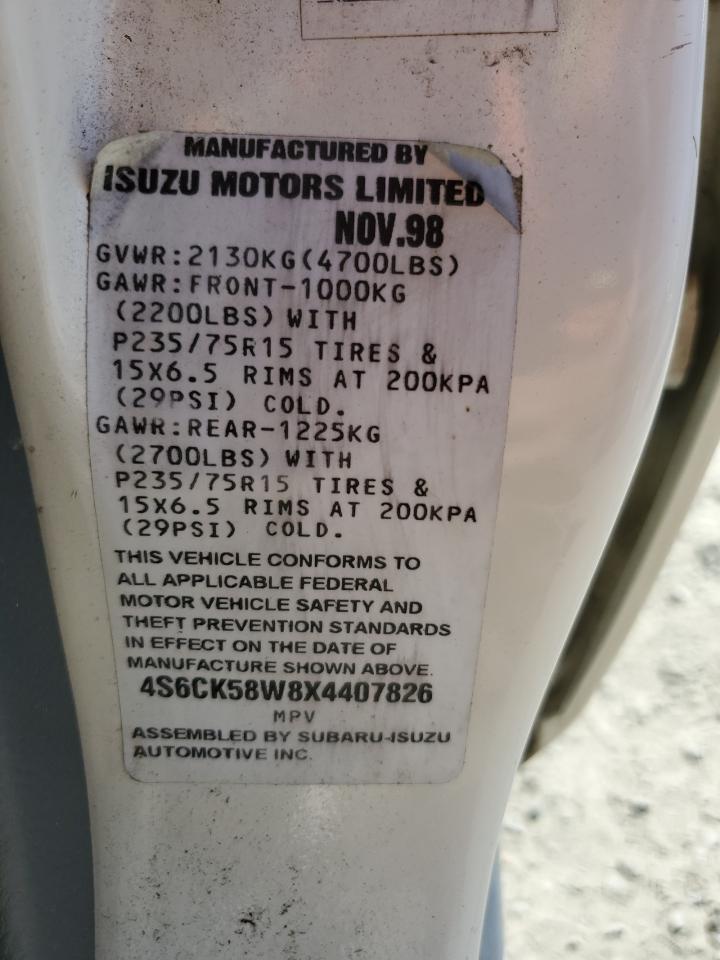 MANUFACTURED BY
ISUZU MOTORS LIMITED
NOV.98
GVWR:2130KG(4700LBS)
GAWR:FRONT-1000KG
(2200LBS) WITH
P235/75R15 TIRES &
15X6.5 RIMS AT 200KPA
(29PSI) COLD.
GAWR:REAR-1225KG
(2700LBS) WITH
P235/75R15 TIRES &
15X6.5 RIMS AT 200KPA
(29PSI) COLD.
THIS VEHICLE CONFORMS TO
ALL APPLICABLE FEDERAL
MOTOR VEHICLE SAFETY AND
THEFT PREVENTION STANDARDS
IN EFFECT ON THE DATE OF
MANUFACTURE SHOWN ABOVE.
4S6CK58W8X4407826
MPV
ASSEMBLED BY SUBARU-ISUZU
AUTOMOTIVE INC.